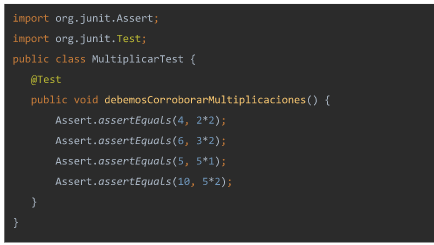 import org.junit.Assert;
import org.junit.Test;
public class MultiplicarTest {
@Test
public void debemosCorroborarMultiplicaciones() {
Assert.assertEquals(4, 2*2);
Assert.assertEquals(6, 3*2);
Assert.assertEquals(5, 5*1);
Assert.assertEquals(10, 5*2);
}
}